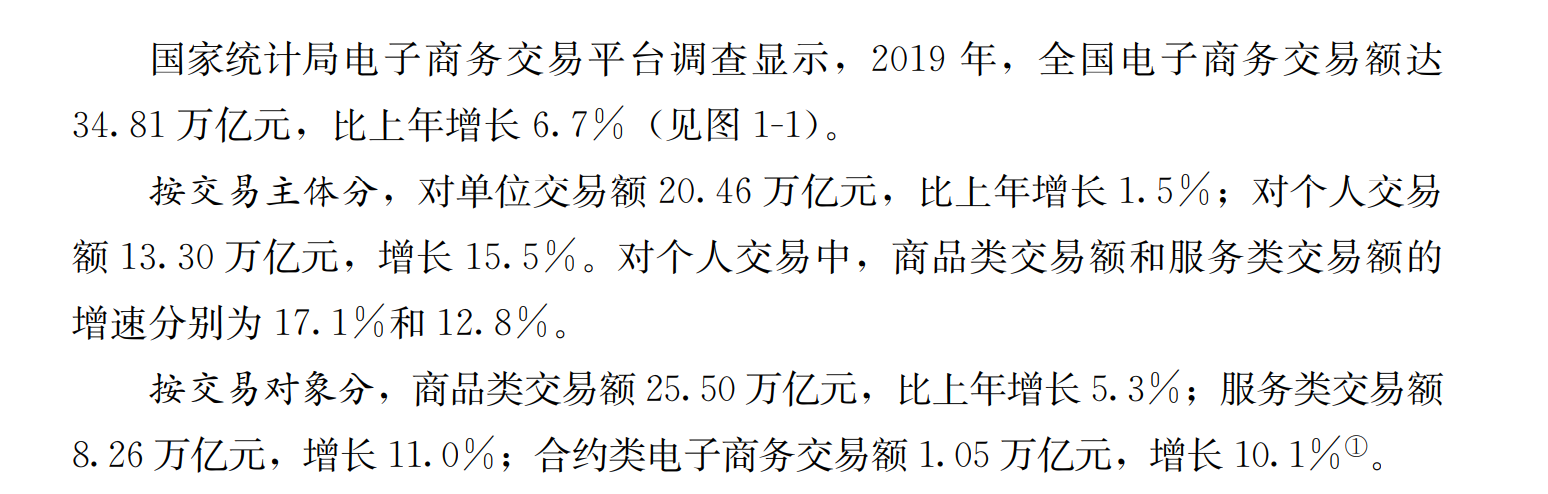 国家统计局电子商务交易平台调查显示，2019 年，全国电子商务交易额达
34.81 万亿元，比上年增长 6.7%（见图 1-1）。
按交易主体分，对单位交易额 20.46 万亿元，比上年增长 1.5%；对个人交易
额 13.30 万亿元，增长 15.5%。对个人交易中，商品类交易额和服务类交易额的
增速分别为 17.1%和 12.8%。
按交易对象分，商品类交易额 25.50 万亿元，比上年增长 5.3%；服务类交易额
8.26 万亿元，增长 11.0%；合约类电子商务交易额 1.05 万亿元，增长 10.1%①。